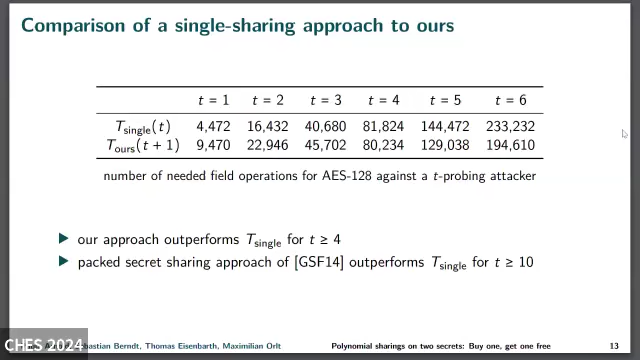 Comparison of a single-sharing approach to ours
t = 1 t = 2 t = 3 t = 4 t = 5 t = 6
T_single(t) 4,472 16,432 40,680 81,824 144,472 233,232
T_ours(t + 1) 9,470 22,946 45,702 80,234 129,038 194,610
number of needed field operations for AES-128 against a t-probing attacker
▶ our approach outperforms T_single for t ≥ 4
▶ packed secret sharing approach of [GSF14] outperforms T_single for t ≥ 10
CHES 2024
Berndt, Thomas Eisenbarth, Maximilian Orlt Polynomial sharings on two secrets: Buy one, get one free 13